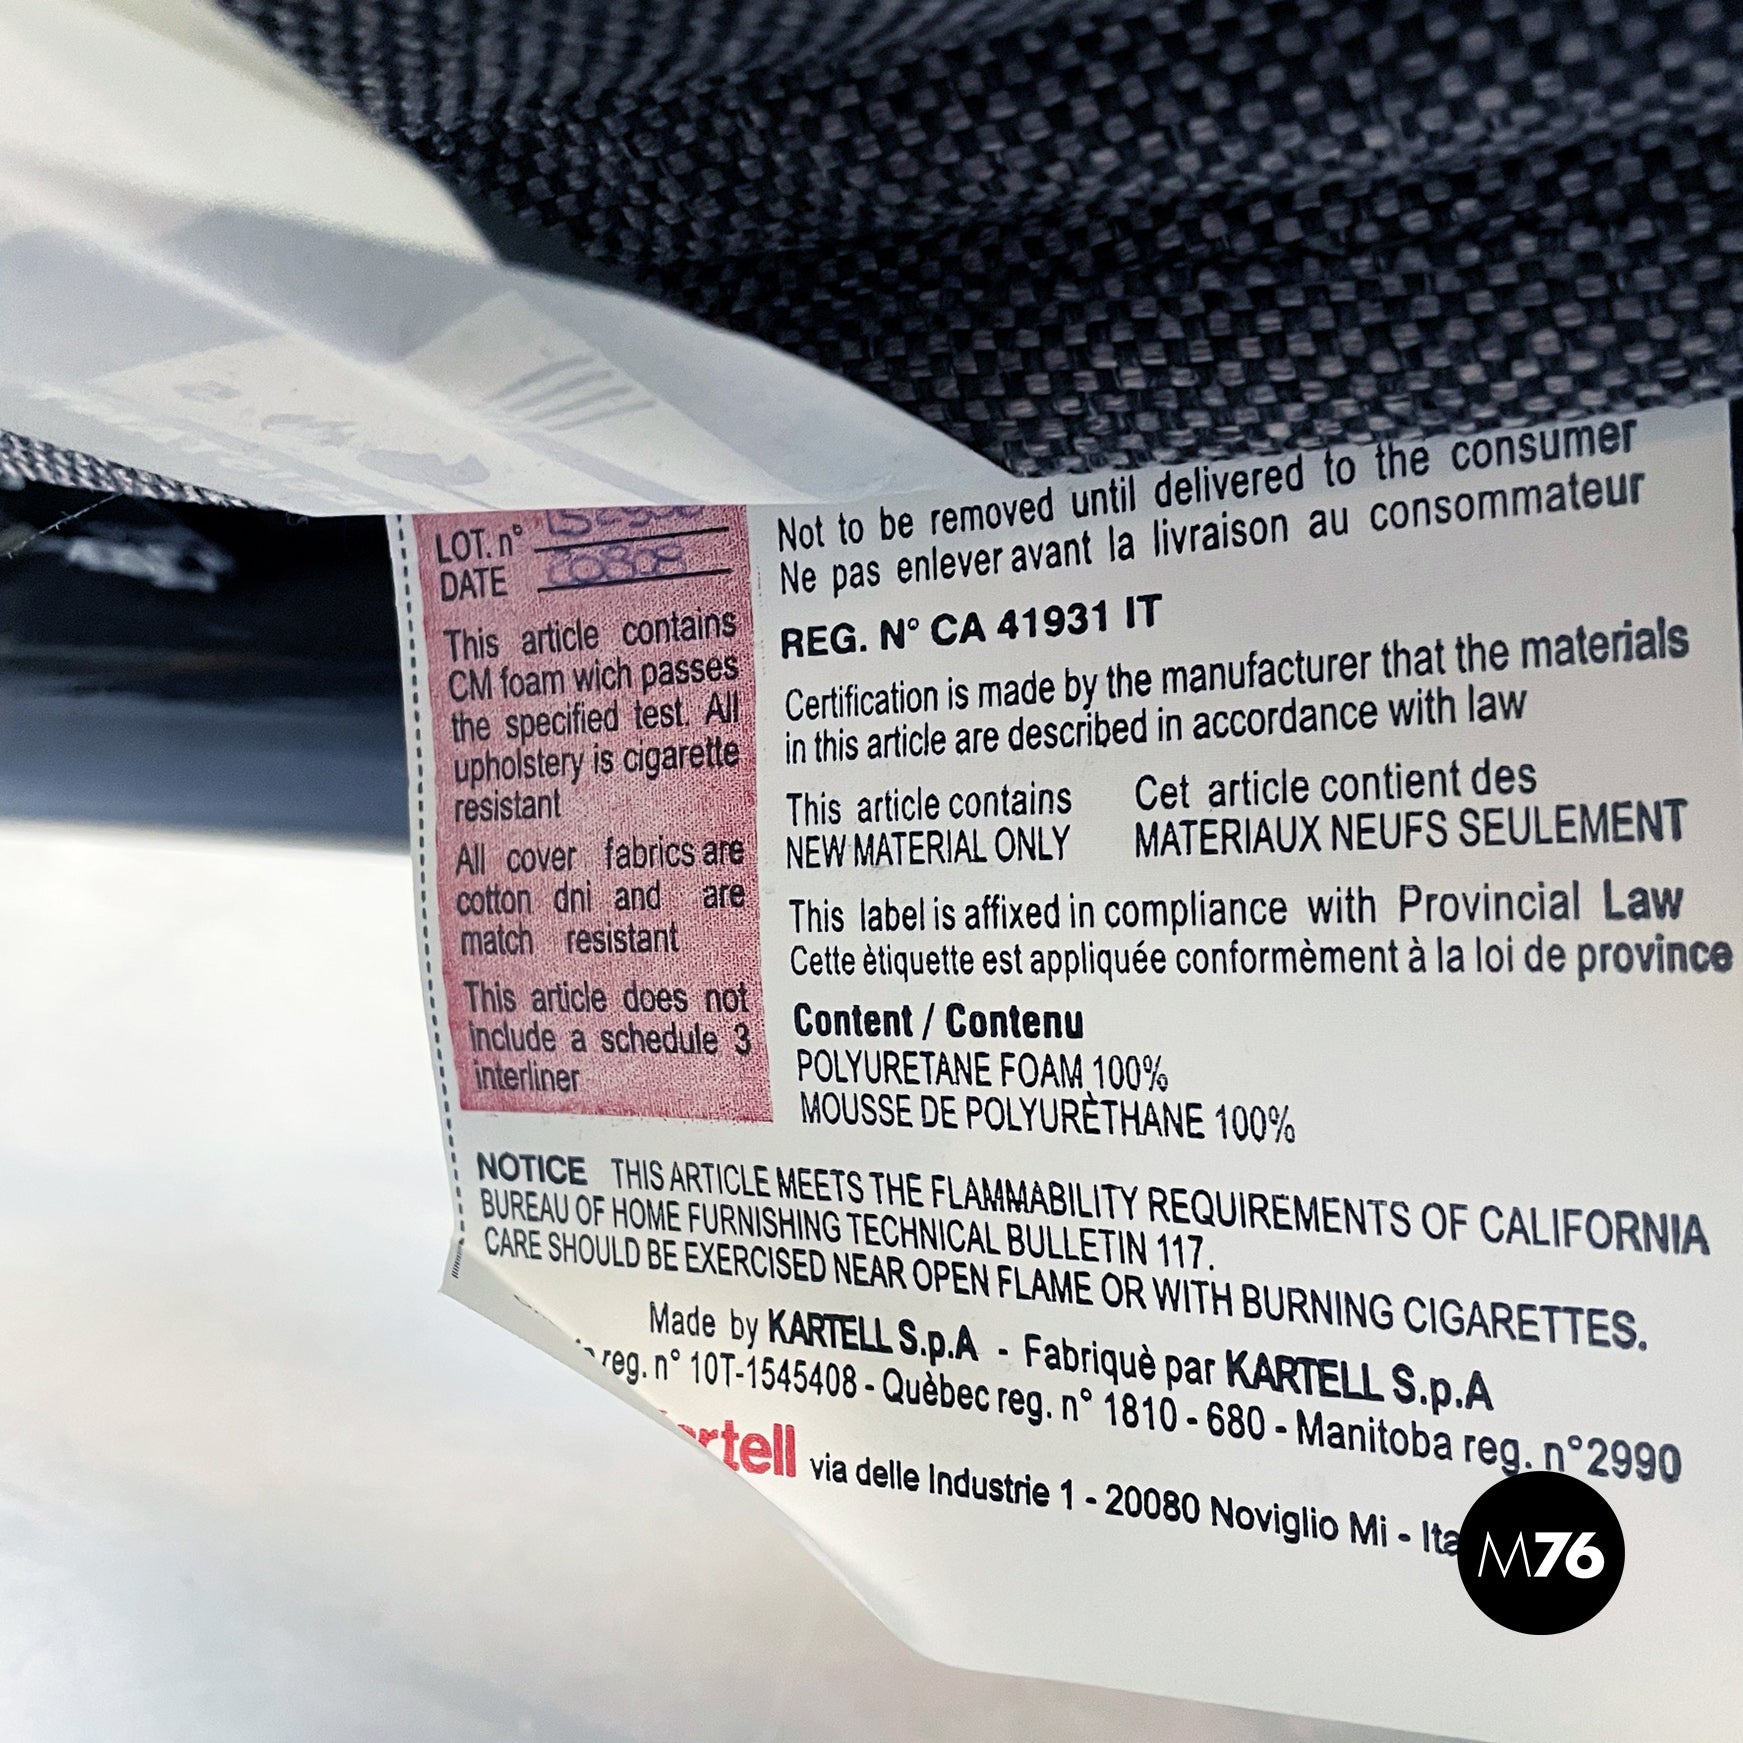 LOT. n°
DATE
This article contains
CM foam wich passes
the specified test. All
upholstery is cigarette
resistant
All cover fabrics are
cotton dni and are
match resistant
This article does not
include a schedule 3
interliner
Not to be removed until delivered to the consumer
Ne pas enlever avant la livraison au consommateur
REG. N° CA 41931 IT
Certification is made by the manufacturer that the materials
in this article are described in accordance with law
This article contains
NEW MATERIAL ONLY
Cet article contient des
MATERIAUX NEUFS SEULEMENT
This label is affixed in compliance with Provincial Law
Cette ètiquette est appliquée conformèment à la loi de province
Content / Contenu
POLYURETANE FOAM 100%
MOUSSE DE POLYURÈTHANE 100%
NOTICE THIS ARTICLE MEETS THE FLAMMABILITY REQUIREMENTS OF CALIFORNIA
BUREAU OF HOME FURNISHING TECHNICAL BULLETIN 117.
CARE SHOULD BE EXERCISED NEAR OPEN FLAME OR WITH BURNING CIGARETTES.
Made by KARTELL S.p.A - Fabriquè par KARTELL S.p.A
reg. n° 10T-1545408 - Quèbec reg. n° 1810 - 680 - Manitoba reg. n°2990
rtell via delle Industrie 1 - 20080 Noviglio Mi - Ita
M76